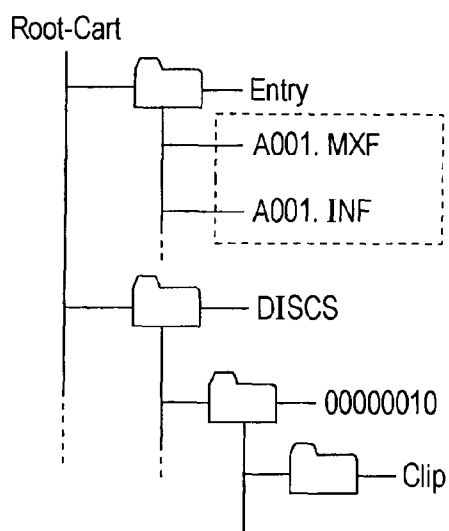 Root-Cart
Entry
A001. MXF
A001. INF
DISCS
00000010
Clip